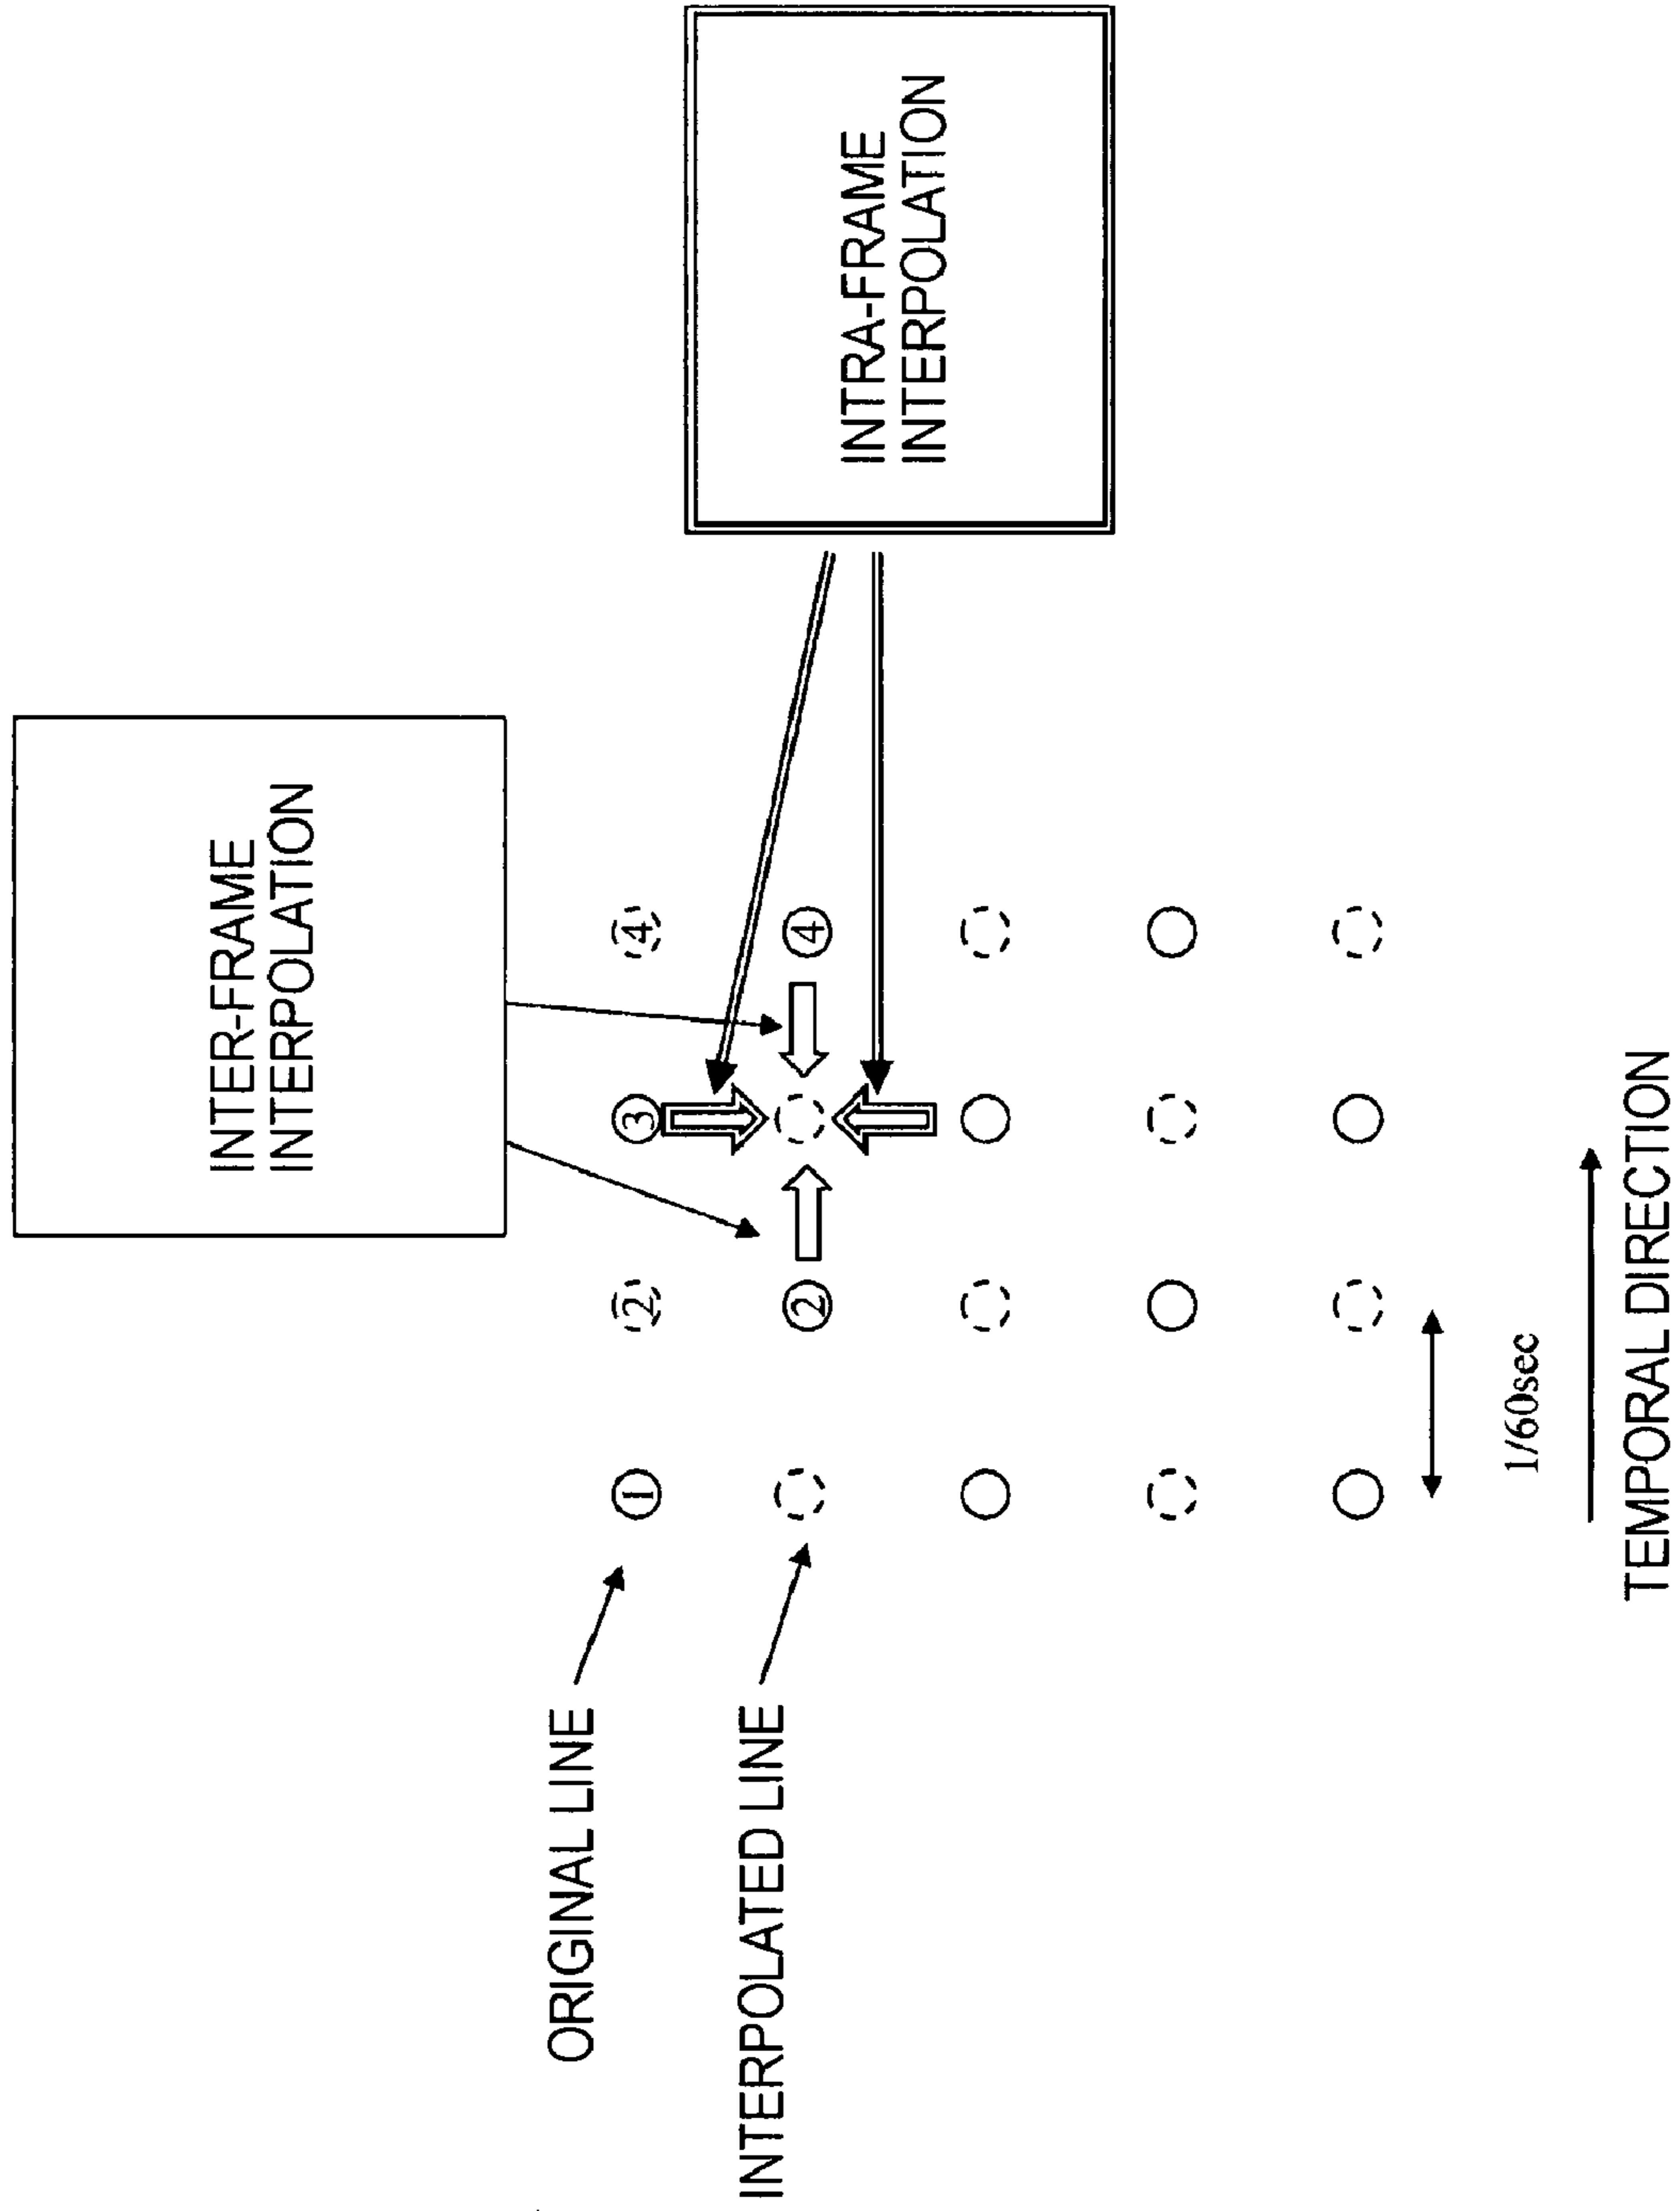 INTER-FRAME
INTERPOLATION
ORIGINAL LINE
1
2
3
4
INTERPOLATED LINE
2
4
INTRA-FRAME
INTERPOLATION
1/60sec
TEMPORAL DIRECTION